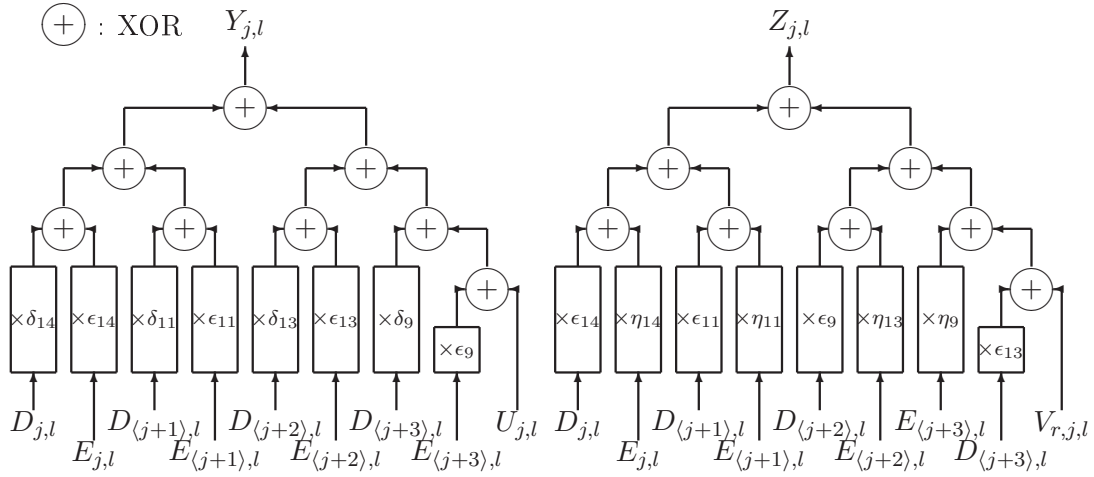 + : XOR Y_{j,l} Z_{j,l}
+ +
+ + + +
+ + + + + + + +
+ +
×δ_{14} ×ϵ_{14} ×δ_{11} ×ϵ_{11} ×δ_{13} ×ϵ_{13} ×δ_9 ×ϵ_9 ×ϵ_{14} ×η_{14} ×ϵ_{11} ×η_{11} ×ϵ_9 ×η_{13} ×η_9 ×ϵ_{13}
D_{j,l} D_{⟨j+1⟩,l} D_{⟨j+2⟩,l} D_{⟨j+3⟩,l} U_{j,l} D_{j,l} D_{⟨j+1⟩,l} D_{⟨j+2⟩,l} E_{⟨j+3⟩,l} V_{r,j,l}
E_{j,l} E_{⟨j+1⟩,l} E_{⟨j+2⟩,l} E_{⟨j+3⟩,l} E_{j,l} E_{⟨j+1⟩,l} E_{⟨j+2⟩,l} D_{⟨j+3⟩,l}